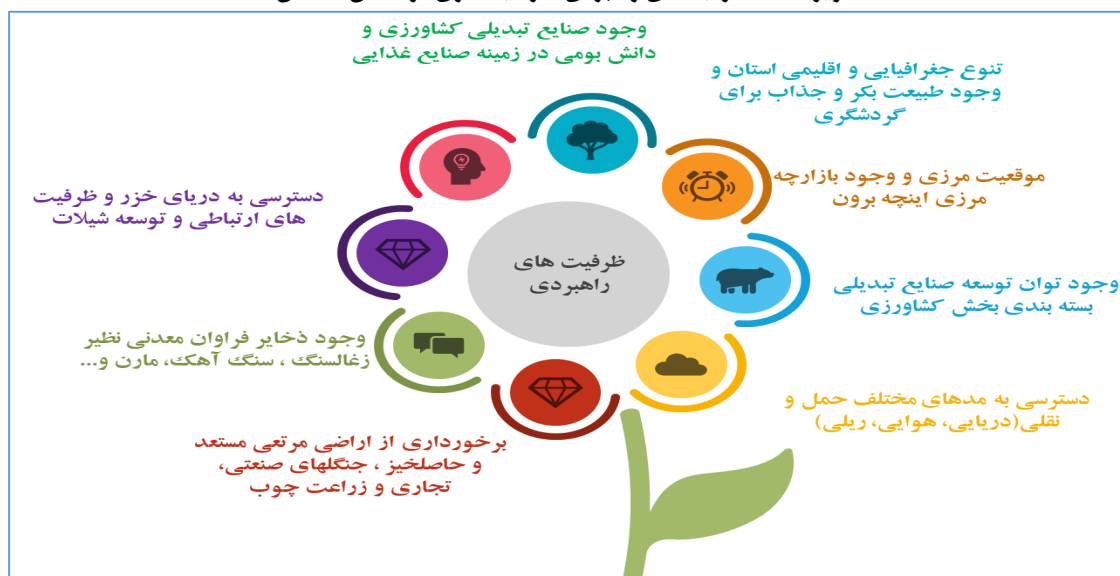 وجود صنایع تبدیلی کشاورزی و
دانش بومی در زمینه صنایع غذایی
تنوع جغرافیایی و اقلیمی استان و
وجود طبیعت بکر و جذاب برای
گردشگری
موقعیت مرزی و وجود بازارچه
مرزی اینچه برون
وجود توان توسعه صنایع تبدیلی
بسته بندی بخش کشاورزی
دسترسی به مدهای مختلف حمل و
نقلی(دریایی، هوایی، ریلی)
برخورداری از اراضی مرتعی مستعد
و حاصلخیز ، جنگلهای صنعتی،
تجاری و زراعت چوب
وجود ذخایر فراوان معدنی نظیر
زغالسنگ ، سنگ آهک، مارن و...
دسترسی به دریای خزر و ظرفیت
های ارتباطی و توسعه شیلات
ظرفیت های
راهبردی